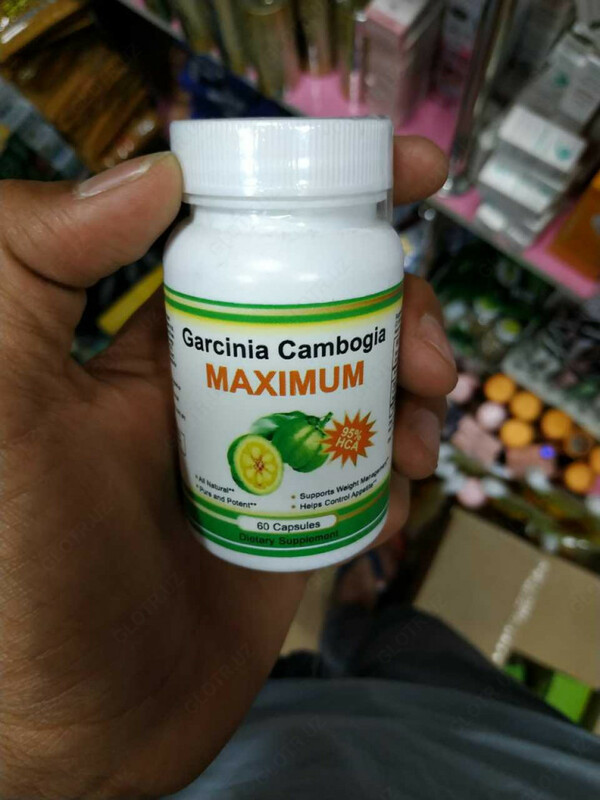 Garcinia Cambogia
MAXIMUM
95%
HCA
• All Natural**
• Pure and Potent**
• Supports Weight Management
• Helps Control Appetite**
60 Capsules
Dietary Supplement